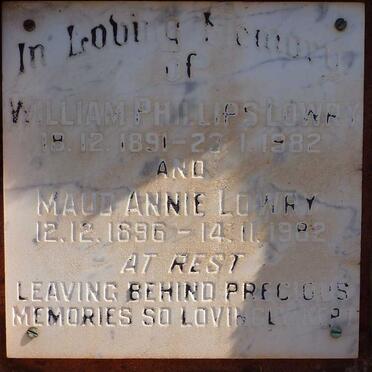 In Loving Memory
of
WILLIAM PHILLIPS LOWRY
18.12.1891-23.1.1982
AND
MAUD ANNIE LOWRY
12.12.1896 - 14.11.1982
AT REST
LEAVING BEHIND PRECIOUS
MEMORIES SO LOVINGLY KEPT